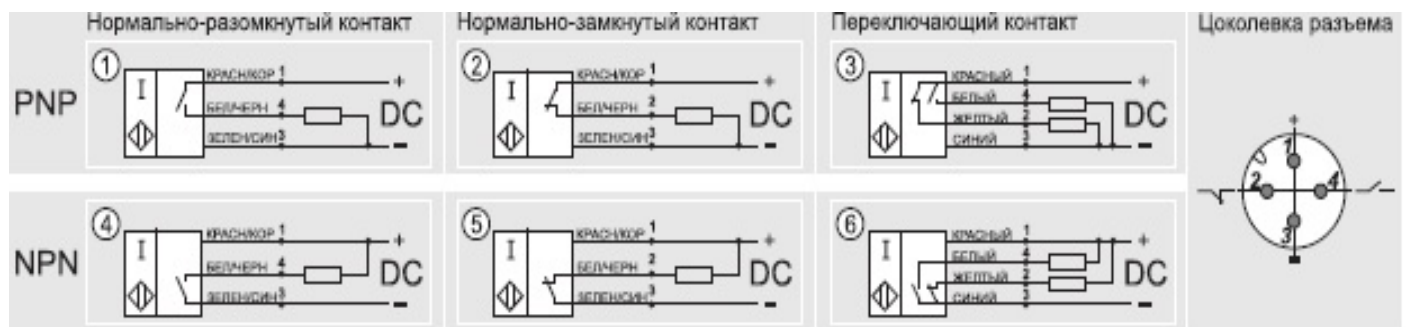 Нормально-разомкнутый контакт
Нормально-замкнутый контакт
Переключающий контакт
Цоколевка разъема
PNP
1
I
КРАСН/КОР 1
БЕЛ/ЧЕРН 4
ЗЕЛЕН/СИН 3
+
DC
-
2
I
КРАСН/КОР 1
БЕЛ/ЧЕРН 2
ЗЕЛЕН/СИН 3
+
DC
-
3
I
КРАСНЫЙ 1
БЕЛЫЙ 4
ЖЕЛТЫЙ 2
СИНИЙ 3
+
DC
-
NPN
4
I
КРАСН/КОР 1
БЕЛ/ЧЕРН 4
ЗЕЛЕН/СИН 3
+
DC
-
5
I
КРАСН/КОР 1
БЕЛ/ЧЕРН 2
ЗЕЛЕН/СИН 3
+
DC
-
6
I
КРАСНЫЙ 1
БЕЛЫЙ 4
ЖЕЛТЫЙ 2
СИНИЙ 3
+
DC
-
+
1
2
4
3
-